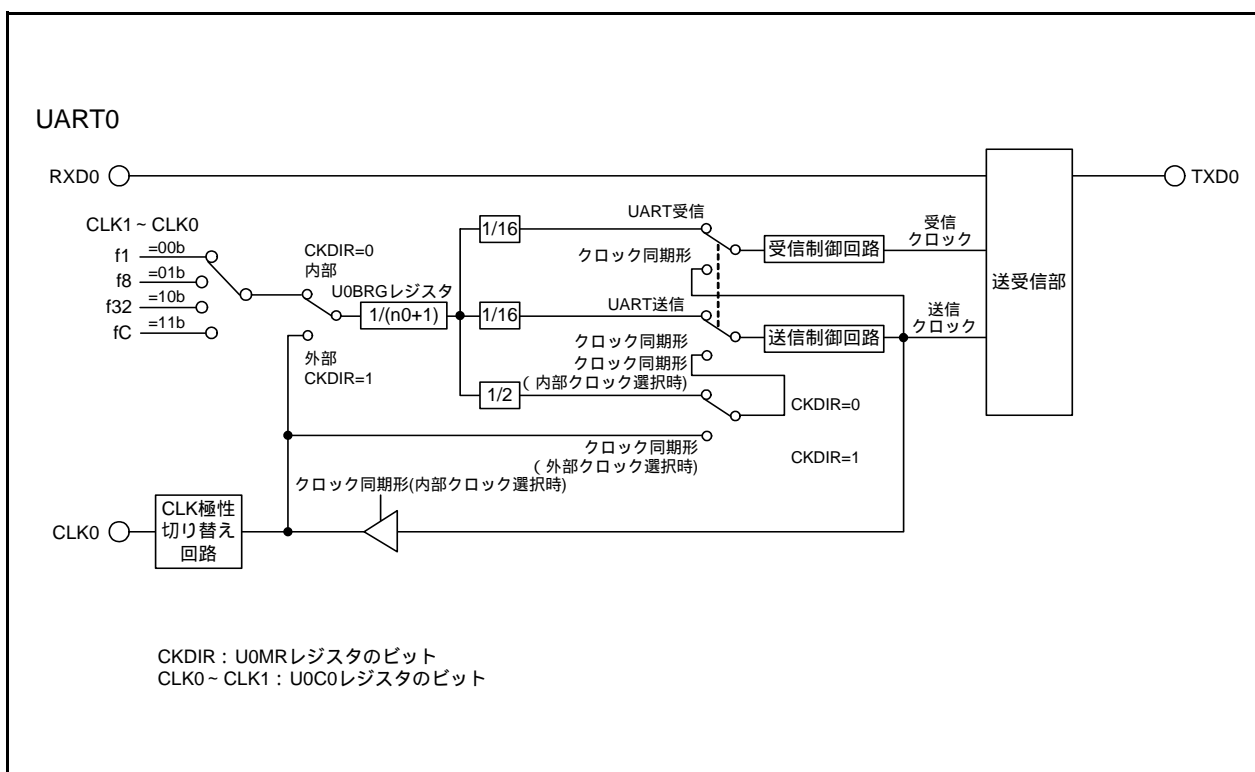 UART0
RXD0
TXD0
CLK1 ~ CLK0
f1 =00b
f8 =01b
f32 =10b
fC =11b
CKDIR=0
内部
U0BRGレジスタ
1/(n0+1)
外部
CKDIR=1
1/16
UART受信
クロック同期形
受信制御回路
受信
クロック
1/16
UART送信
クロック同期形
送信制御回路
送信
クロック
送受信部
クロック同期形
(内部クロック選択時)
1/2
CKDIR=0
クロック同期形
(外部クロック選択時)
CKDIR=1
クロック同期形(内部クロック選択時)
CLK0
CLK極性
切り替え
回路
CKDIR : U0MRレジスタのビット
CLK0 ~ CLK1 : U0C0レジスタのビット